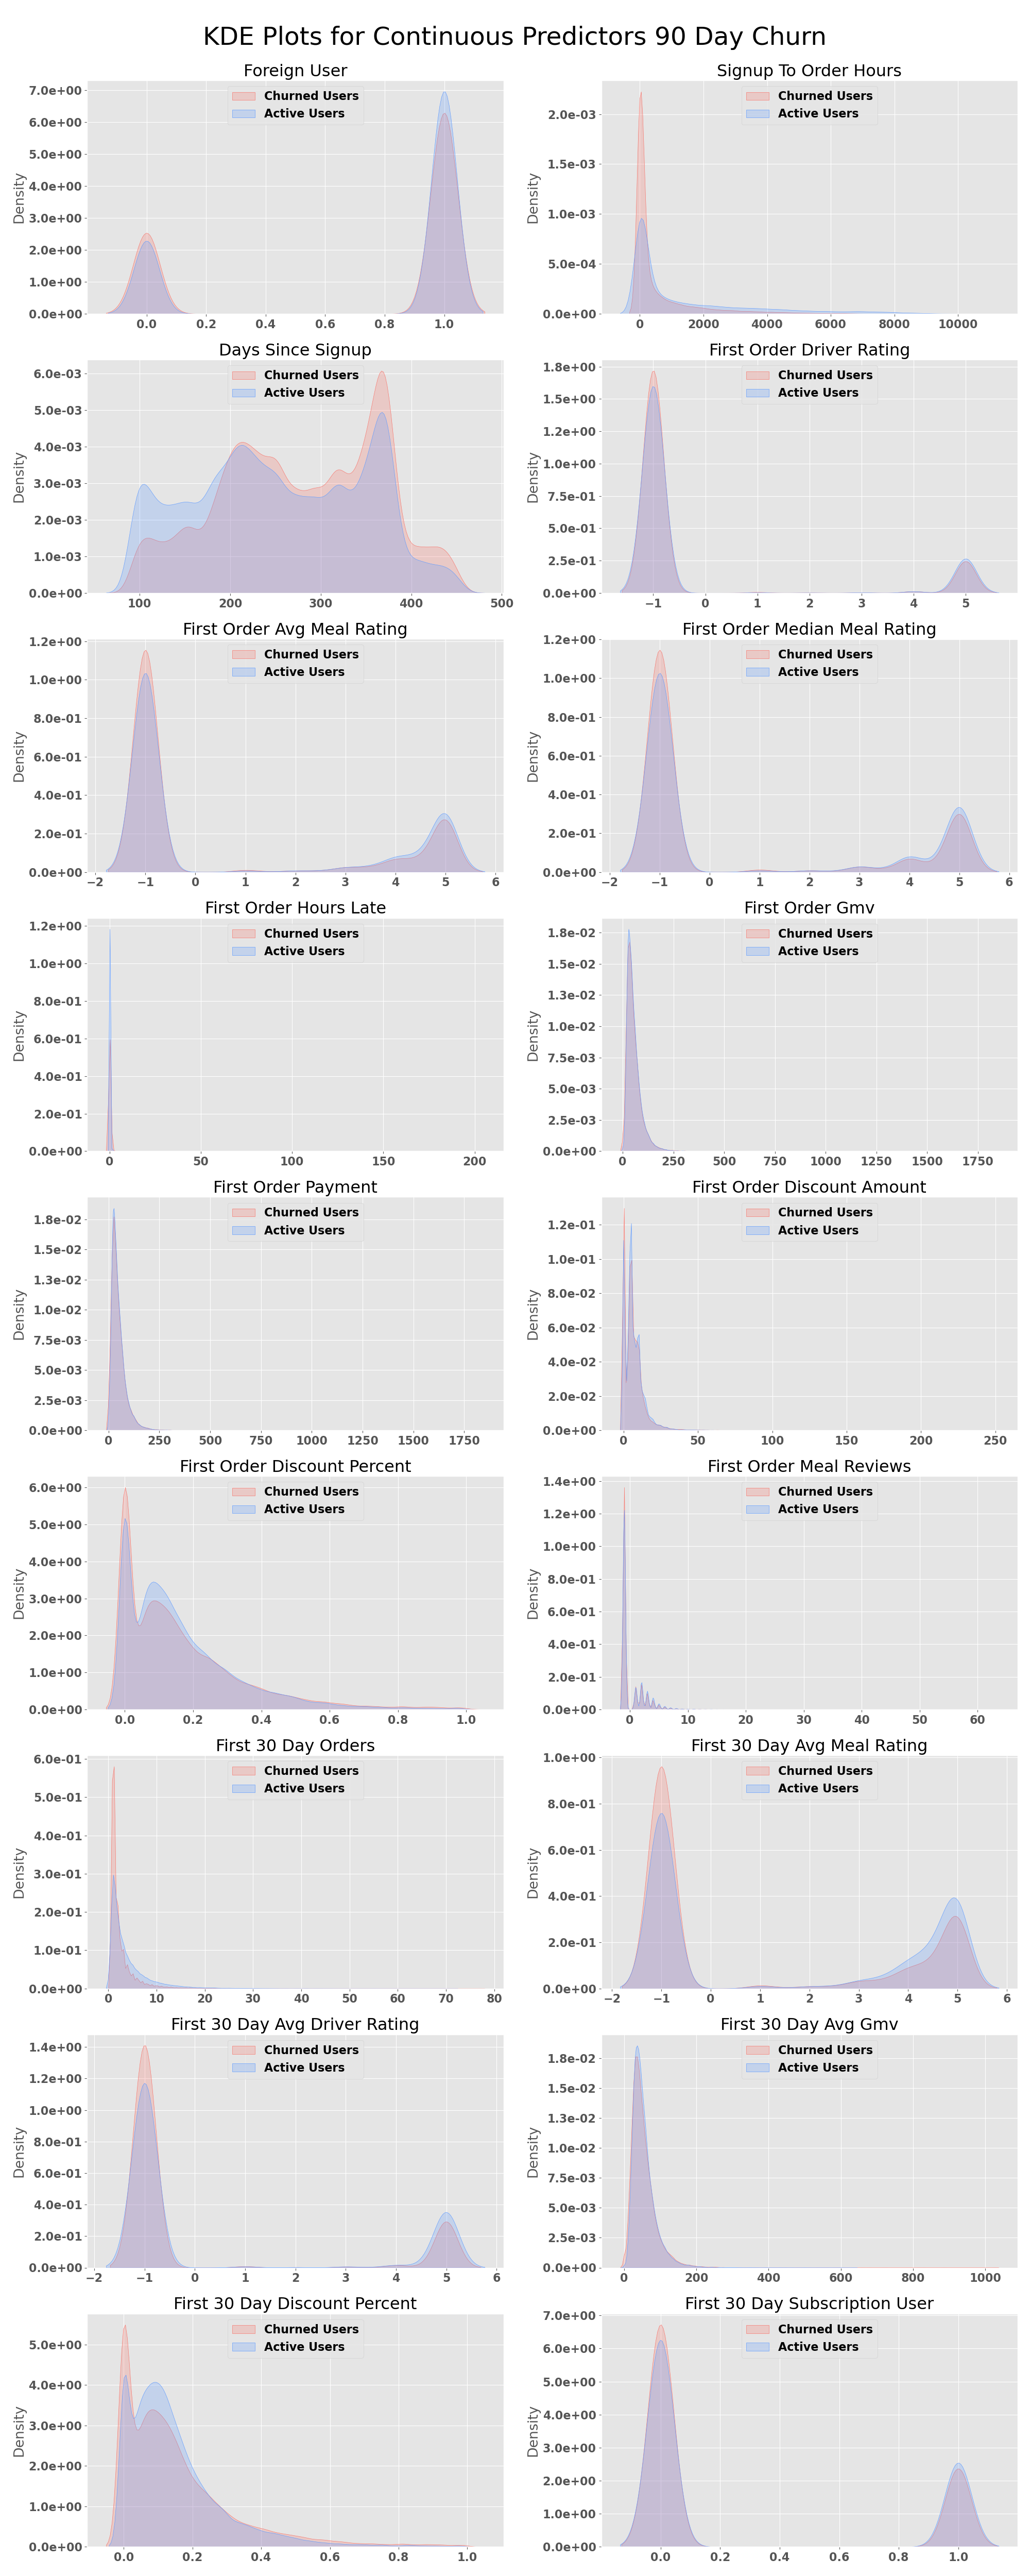 KDE Plots for Continuous Predictors 90 Day Churn
Foreign User
Churned Users
Active Users
Density
7.0e+00
6.0e+00
5.0e+00
4.0e+00
3.0e+00
2.0e+00
1.0e+00
0.0e+00
0.0 0.2 0.4 0.6 0.8 1.0
Signup To Order Hours
Churned Users
Active Users
Density
2.0e-03
1.5e-03
1.0e-03
5.0e-04
0.0e+00
0 2000 4000 6000 8000 10000
Days Since Signup
Churned Users
Active Users
Density
6.0e-03
5.0e-03
4.0e-03
3.0e-03
2.0e-03
1.0e-03
0.0e+00
100 200 300 400 500
First Order Driver Rating
Churned Users
Active Users
Density
1.8e+00
1.5e+00
1.2e+00
1.0e+00
7.5e-01
5.0e-01
2.5e-01
0.0e+00
−1 0 1 2 3 4 5
First Order Avg Meal Rating
Churned Users
Active Users
Density
1.2e+00
1.0e+00
8.0e-01
6.0e-01
4.0e-01
2.0e-01
0.0e+00
−2 −1 0 1 2 3 4 5 6
First Order Median Meal Rating
Churned Users
Active Users
Density
1.2e+00
1.0e+00
8.0e-01
6.0e-01
4.0e-01
2.0e-01
0.0e+00
−2 −1 0 1 2 3 4 5 6
First Order Hours Late
Churned Users
Active Users
Density
1.2e+00
1.0e+00
8.0e-01
6.0e-01
4.0e-01
2.0e-01
0.0e+00
0 50 100 150 200
First Order Gmv
Churned Users
Active Users
Density
1.8e-02
1.5e-02
1.3e-02
1.0e-02
7.5e-03
5.0e-03
2.5e-03
0.0e+00
0 250 500 750 1000 1250 1500 1750
First Order Payment
Churned Users
Active Users
Density
1.8e-02
1.5e-02
1.3e-02
1.0e-02
7.5e-03
5.0e-03
2.5e-03
0.0e+00
0 250 500 750 1000 1250 1500 1750
First Order Discount Amount
Churned Users
Active Users
Density
1.2e-01
1.0e-01
8.0e-02
6.0e-02
4.0e-02
2.0e-02
0.0e+00
0 50 100 150 200 250
First Order Discount Percent
Churned Users
Active Users
Density
6.0e+00
5.0e+00
4.0e+00
3.0e+00
2.0e+00
1.0e+00
0.0e+00
0.0 0.2 0.4 0.6 0.8 1.0
First Order Meal Reviews
Churned Users
Active Users
Density
1.4e+00
1.2e+00
1.0e+00
8.0e-01
6.0e-01
4.0e-01
2.0e-01
0.0e+00
0 10 20 30 40 50 60
First 30 Day Orders
Churned Users
Active Users
Density
6.0e-01
5.0e-01
4.0e-01
3.0e-01
2.0e-01
1.0e-01
0.0e+00
0 10 20 30 40 50 60 70 80
First 30 Day Avg Meal Rating
Churned Users
Active Users
Density
1.0e+00
8.0e-01
6.0e-01
4.0e-01
2.0e-01
0.0e+00
−2 −1 0 1 2 3 4 5 6
First 30 Day Avg Driver Rating
Churned Users
Active Users
Density
1.4e+00
1.2e+00
1.0e+00
8.0e-01
6.0e-01
4.0e-01
2.0e-01
0.0e+00
−2 −1 0 1 2 3 4 5 6
First 30 Day Avg Gmv
Churned Users
Active Users
Density
1.8e-02
1.5e-02
1.3e-02
1.0e-02
7.5e-03
5.0e-03
2.5e-03
0.0e+00
0 200 400 600 800 1000
First 30 Day Discount Percent
Churned Users
Active Users
Density
5.0e+00
4.0e+00
3.0e+00
2.0e+00
1.0e+00
0.0e+00
0.0 0.2 0.4 0.6 0.8 1.0
First 30 Day Subscription User
Churned Users
Active Users
Density
7.0e+00
6.0e+00
5.0e+00
4.0e+00
3.0e+00
2.0e+00
1.0e+00
0.0e+00
0.0 0.2 0.4 0.6 0.8 1.0